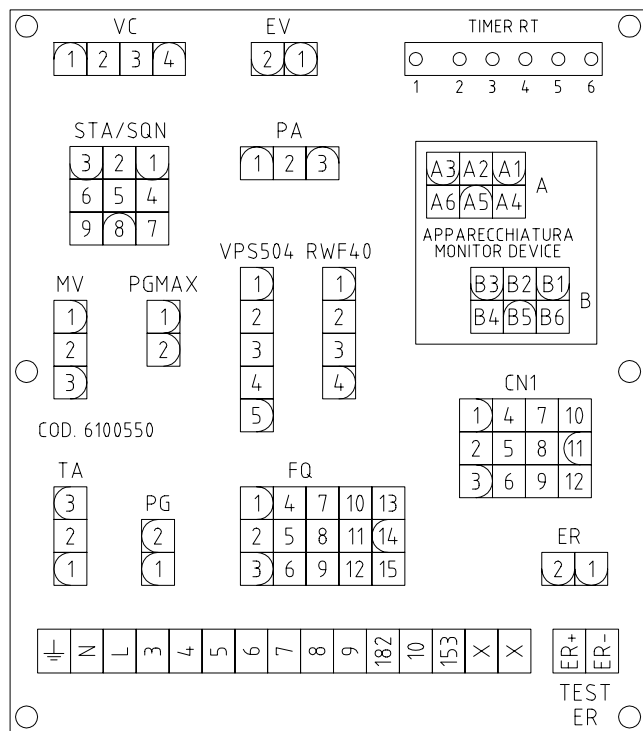 VC
1 2 3 4
EV
2 1
TIMER RT
1 2 3 4 5 6
STA/SQN
3 2 1
6 5 4
9 8 7
PA
1 2 3
A3 A2 A1
A6 A5 A4
A
APPARECCHIATURA
MONITOR DEVICE
B3 B2 B1
B4 B5 B6
B
MV
1
2
3
PGMAX
1
2
VPS504
1
2
3
4
5
RWF40
1
2
3
4
CN1
1 4 7 10
2 5 8 11
3 6 9 12
COD. 6100550
TA
3
2
1
PG
2
1
FQ
1 4 7 10 13
2 5 8 11 14
3 6 9 12 15
ER
2 1
N L 3 4 5 6 7 8 9 182 10 153 X X
ER+ ER-
TEST
ER